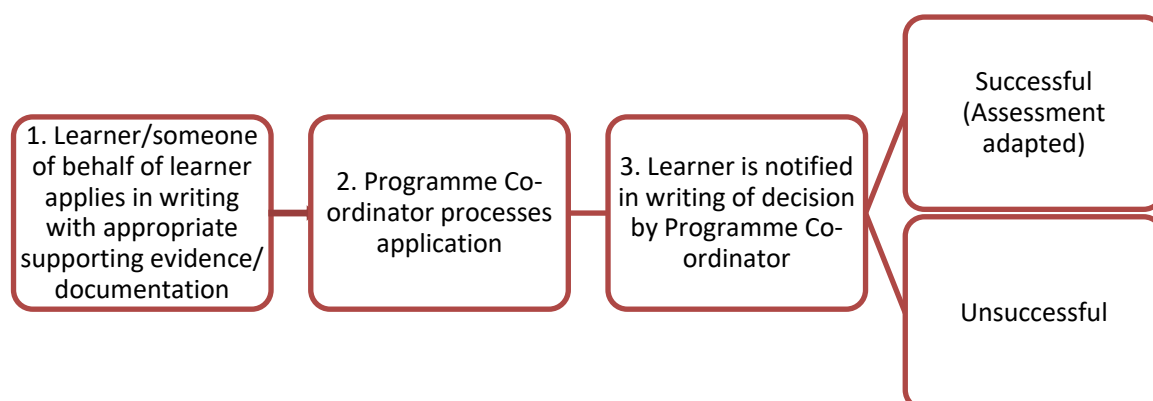 1. Learner/someone
of behalf of learner
applies in writing
with appropriate
supporting evidence/
documentation
2. Programme Co-
ordinator processes
application
3. Learner is notified
in writing of decision
by Programme Co-
ordinator
Successful
(Assessment
adapted)
Unsuccessful